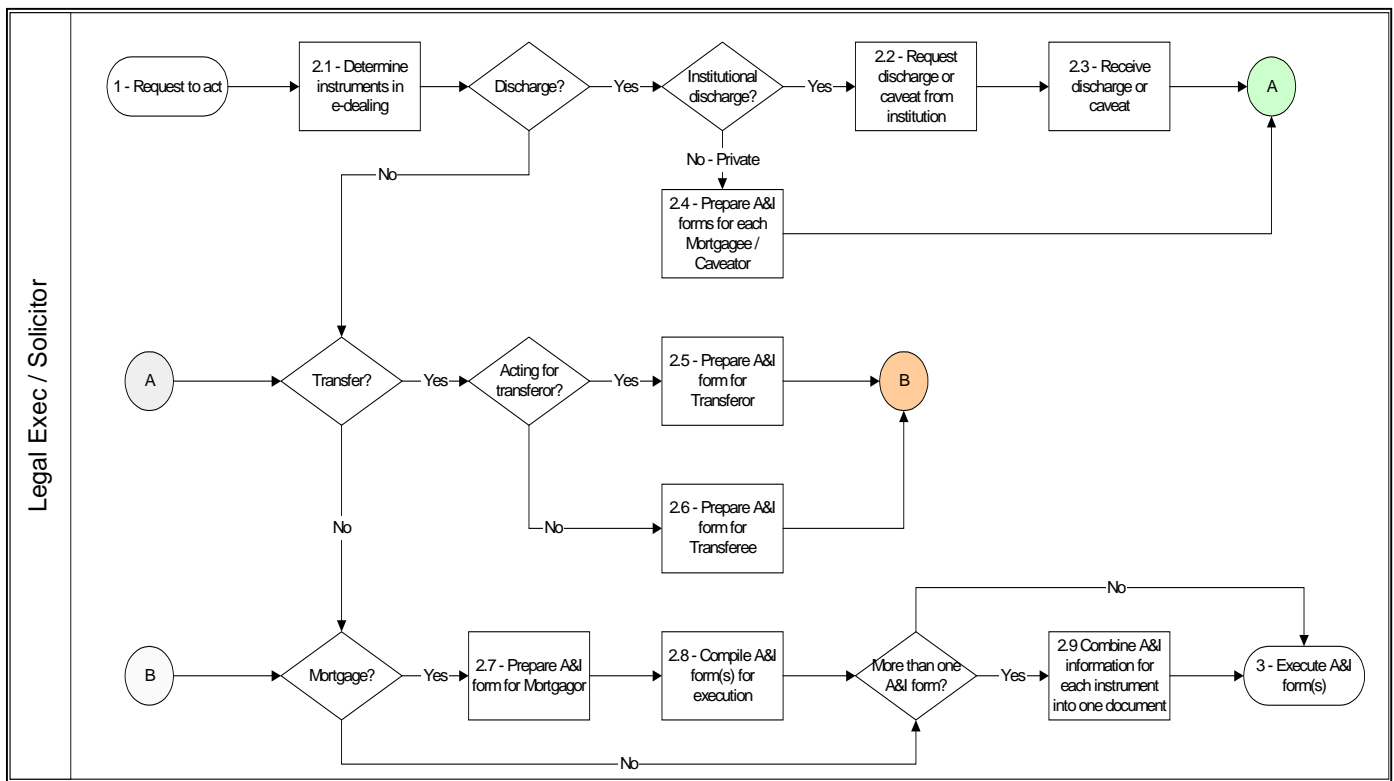 Legal Exec / Solicitor
1 - Request to act
2.1 - Determine
instruments in
e-dealing
Discharge?
Yes
Institutional
discharge?
Yes
2.2 - Request
discharge or
caveat from
institution
2.3 - Receive
discharge or
caveat
A
No - Private
No
2.4 - Prepare A&I
forms for each
Mortgagee /
Caveator
A
Transfer?
Yes
Acting for
transferor?
Yes
2.5 - Prepare A&I
form for
Transferor
B
No
No
2.6 - Prepare A&I
form for
Transferee
B
Mortgage?
Yes
2.7 - Prepare A&I
form for Mortgagor
2.8 - Compile A&I
form(s) for
execution
More than one
A&I form?
No
Yes
2.9 Combine A&I
information for
each instrument
into one document
3 - Execute A&I
form(s)
No